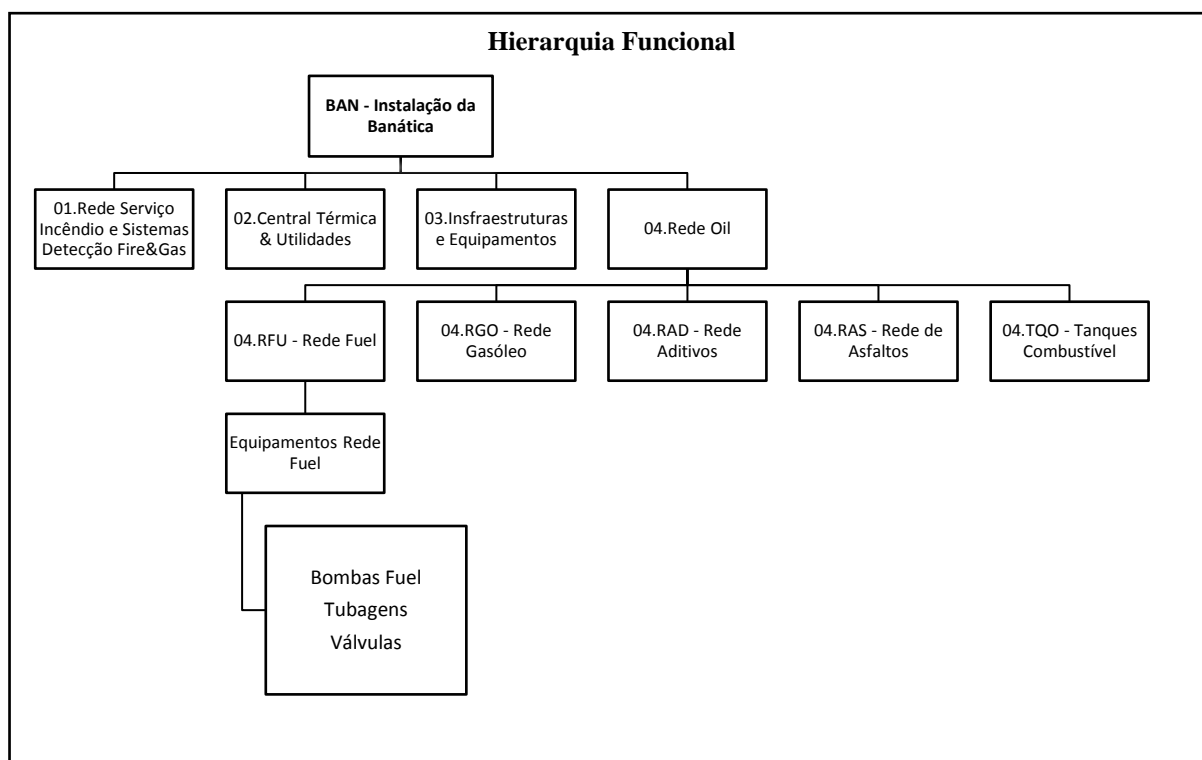 Hierarquia Funcional
BAN - Instalação da
Banática
01.Rede Serviço
Incêndio e Sistemas
Detecção Fire&Gas
02.Central Térmica
& Utilidades
03.Insfraestruturas
e Equipamentos
04.Rede Oil
04.RFU - Rede Fuel
04.RGO - Rede
Gasóleo
04.RAD - Rede
Aditivos
04.RAS - Rede de
Asfaltos
04.TQO - Tanques
Combustível
Equipamentos Rede
Fuel
Bombas Fuel
Tubagens
Válvulas